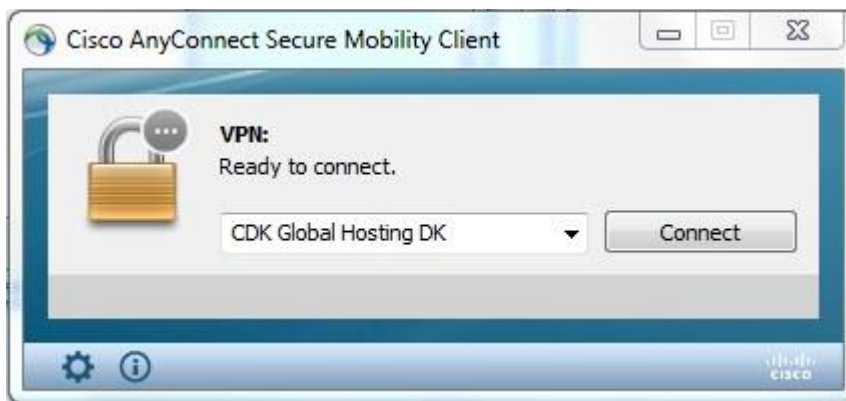 Cisco AnyConnect Secure Mobility Client
VPN:
Ready to connect.
CDK Global Hosting DK
Connect
CISCO